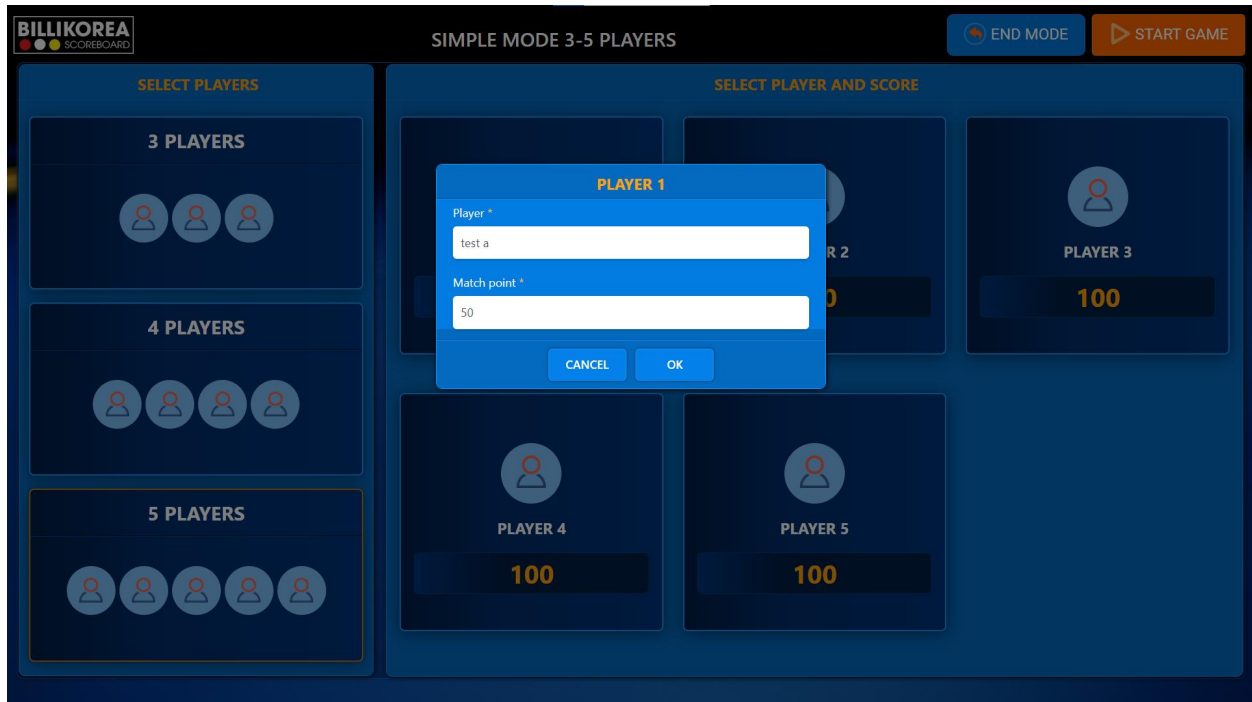 BILLIKOREA
SCOREBOARD
SIMPLE MODE 3-5 PLAYERS
END MODE
START GAME
SELECT PLAYERS
3 PLAYERS
4 PLAYERS
5 PLAYERS
SELECT PLAYER AND SCORE
PLAYER 1
Player *
test a
Match point *
50
CANCEL
OK
R 2
0
PLAYER 3
100
PLAYER 4
100
PLAYER 5
100